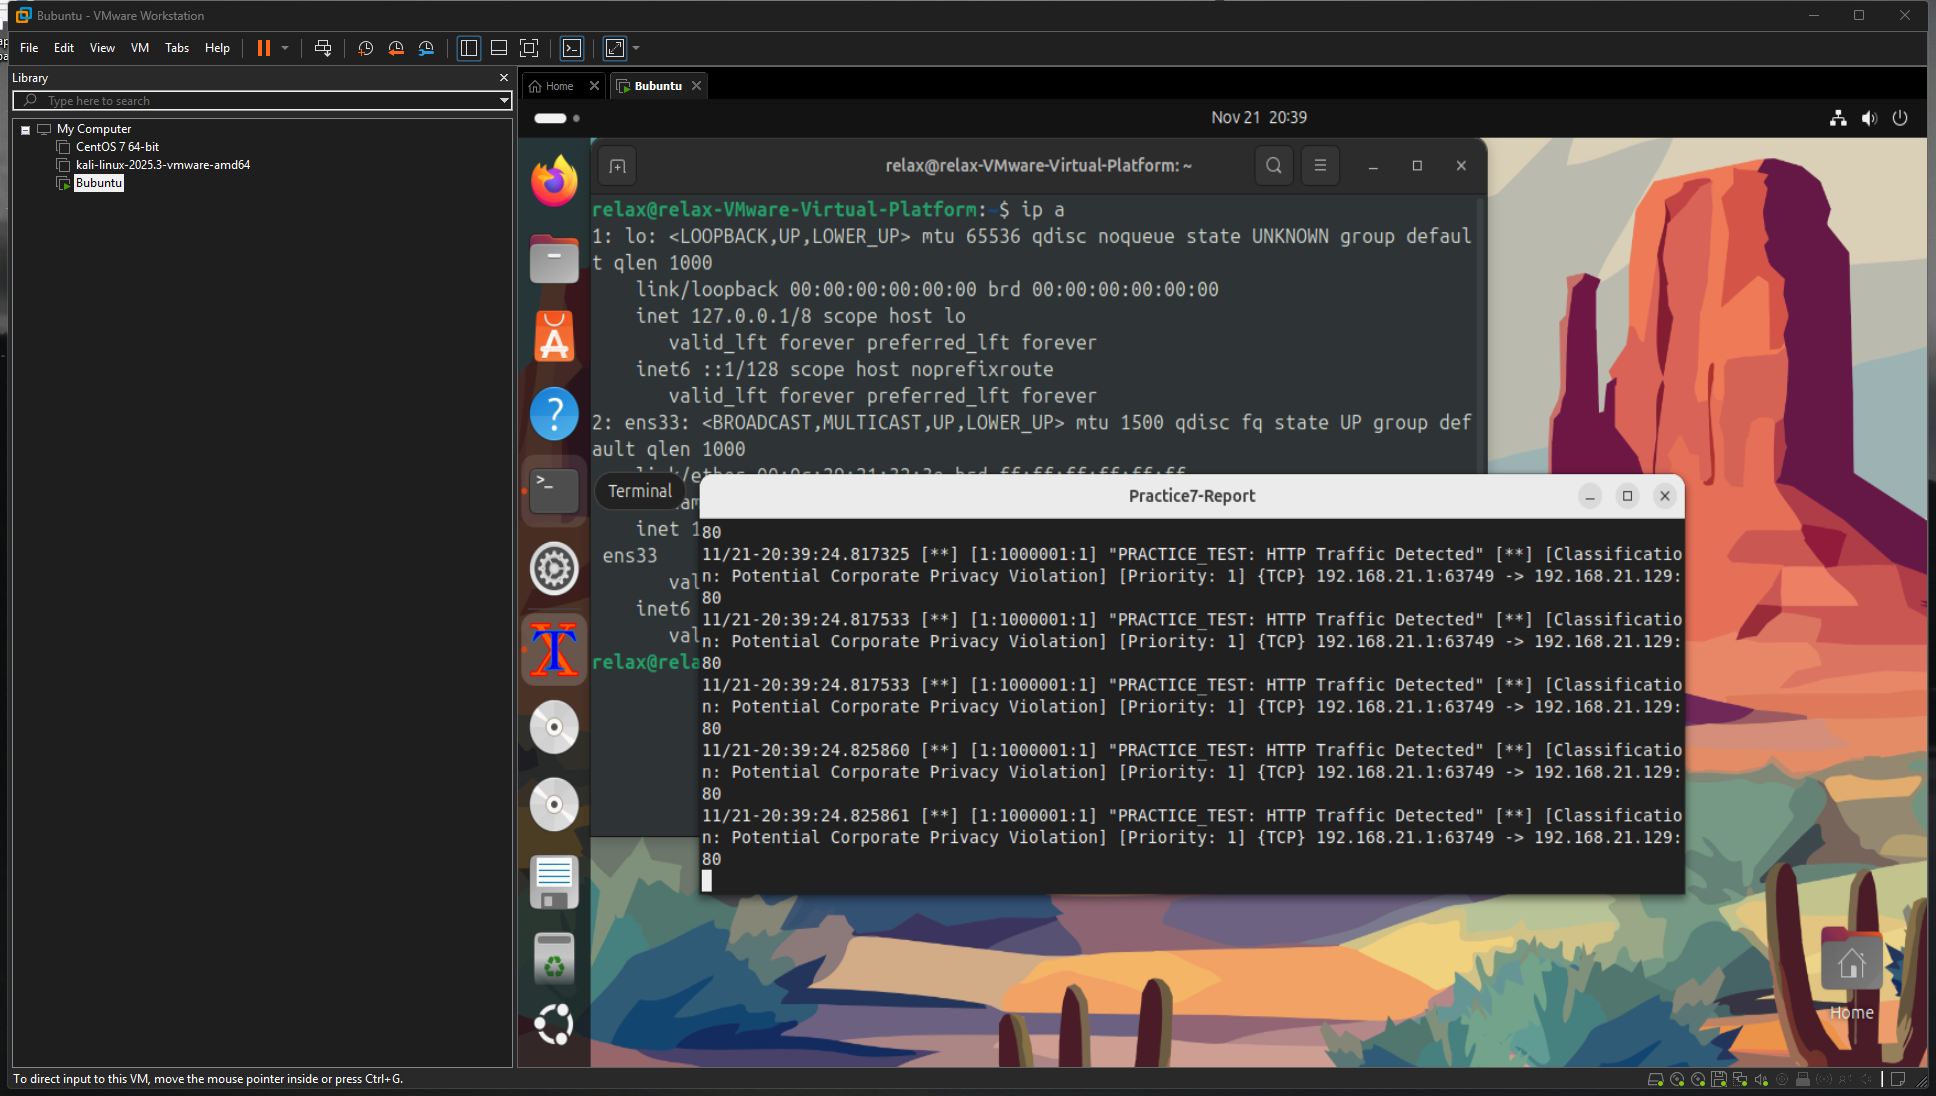 Bubuntu - VMware Workstation
File Edit View VM Tabs Help
Library
Type here to search
My Computer
CentOS 7 64-bit
kali-linux-2025.3-vmware-amd64
Bubuntu
Home
Bubuntu
Nov 21 20:39
relax@relax-VMware-Virtual-Platform: ~
relax@relax-VMware-Virtual-Platform:~$ ip a
1: lo: <LOOPBACK,UP,LOWER_UP> mtu 65536 qdisc noqueue state UNKNOWN group defaul
t qlen 1000
link/loopback 00:00:00:00:00:00 brd 00:00:00:00:00:00
inet 127.0.0.1/8 scope host lo
valid_lft forever preferred_lft forever
inet6 ::1/128 scope host noprefixroute
valid_lft forever preferred_lft forever
2: ens33: <BROADCAST,MULTICAST,UP,LOWER_UP> mtu 1500 qdisc fq state UP group def
ault qlen 1000
Terminal
inet 1
ens33
val
inet6
val
relax@rela
Practice7-Report
80
11/21-20:39:24.817325 [**] [1:1000001:1] "PRACTICE_TEST: HTTP Traffic Detected" [**] [Classificatio
n: Potential Corporate Privacy Violation] [Priority: 1] {TCP} 192.168.21.1:63749 -> 192.168.21.129:
80
11/21-20:39:24.817533 [**] [1:1000001:1] "PRACTICE_TEST: HTTP Traffic Detected" [**] [Classificatio
n: Potential Corporate Privacy Violation] [Priority: 1] {TCP} 192.168.21.1:63749 -> 192.168.21.129:
80
11/21-20:39:24.817533 [**] [1:1000001:1] "PRACTICE_TEST: HTTP Traffic Detected" [**] [Classificatio
n: Potential Corporate Privacy Violation] [Priority: 1] {TCP} 192.168.21.1:63749 -> 192.168.21.129:
80
11/21-20:39:24.825860 [**] [1:1000001:1] "PRACTICE_TEST: HTTP Traffic Detected" [**] [Classificatio
n: Potential Corporate Privacy Violation] [Priority: 1] {TCP} 192.168.21.1:63749 -> 192.168.21.129:
80
11/21-20:39:24.825861 [**] [1:1000001:1] "PRACTICE_TEST: HTTP Traffic Detected" [**] [Classificatio
n: Potential Corporate Privacy Violation] [Priority: 1] {TCP} 192.168.21.1:63749 -> 192.168.21.129:
80
Home
To direct input to this VM, move the mouse pointer inside or press Ctrl+G.